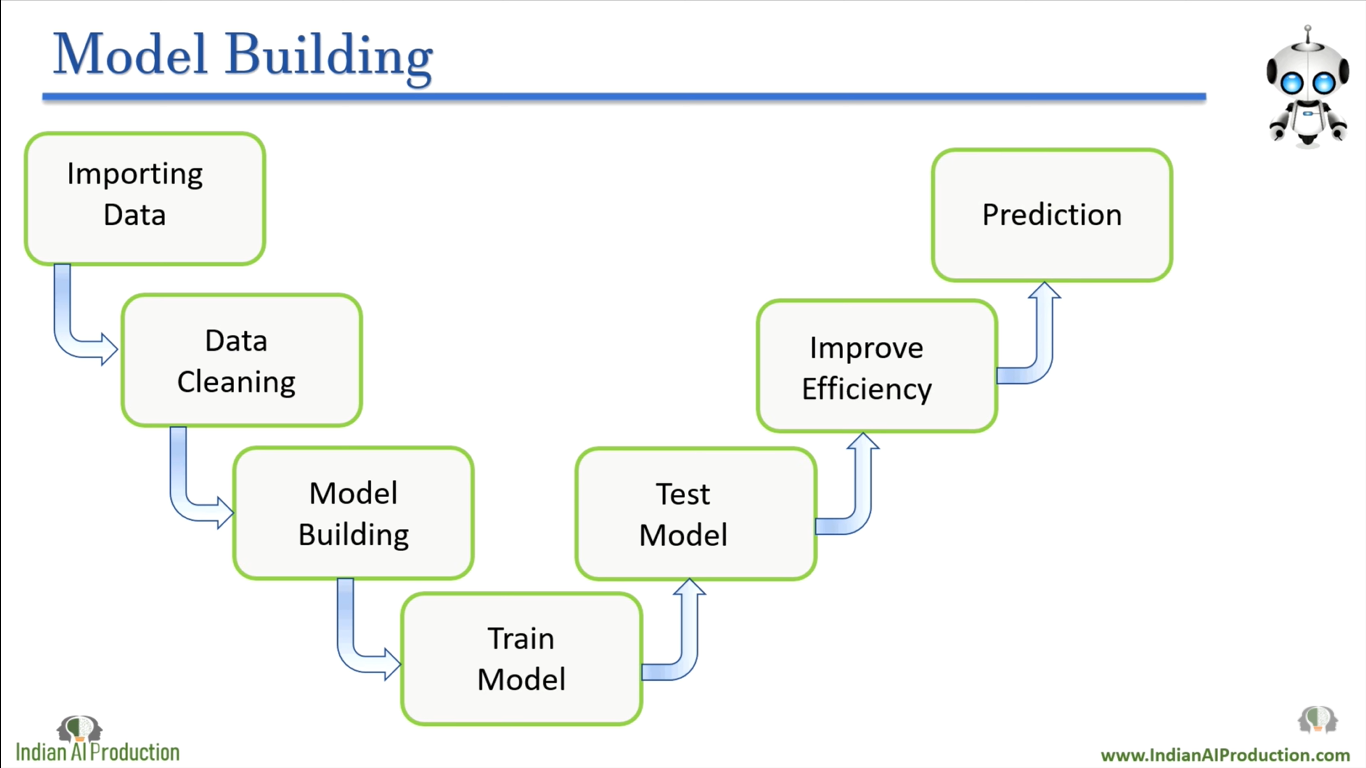 Model Building
Importing
Data
Data
Cleaning
Model
Building
Train
Model
Test
Model
Improve
Efficiency
Prediction
Indian AI Production
www.IndianAIProduction.com